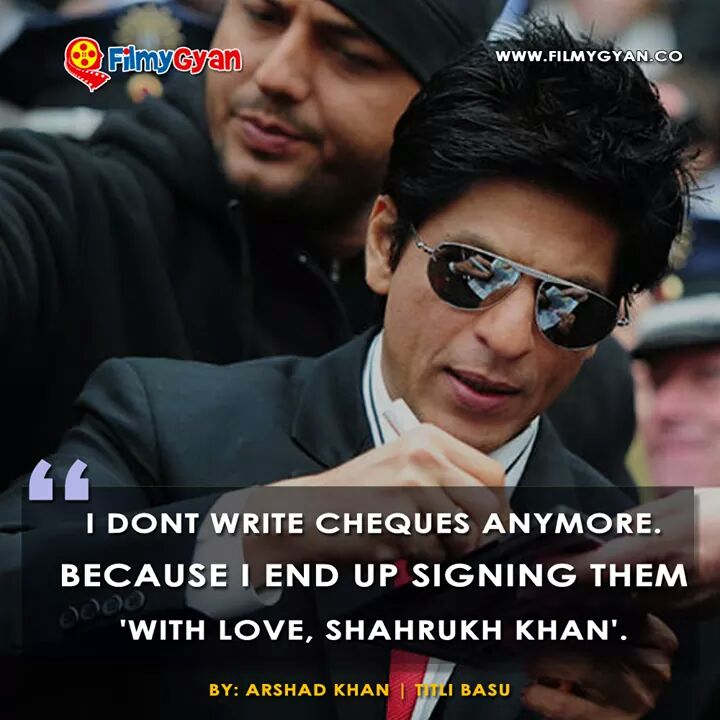 FilmyGyan
WWW.FILMYGYAN.CO
“
I DONT WRITE CHEQUES ANYMORE.
BECAUSE I END UP SIGNING THEM
'WITH LOVE, SHAHRUKH KHAN'.
BY: ARSHAD KHAN | TITLI BASU